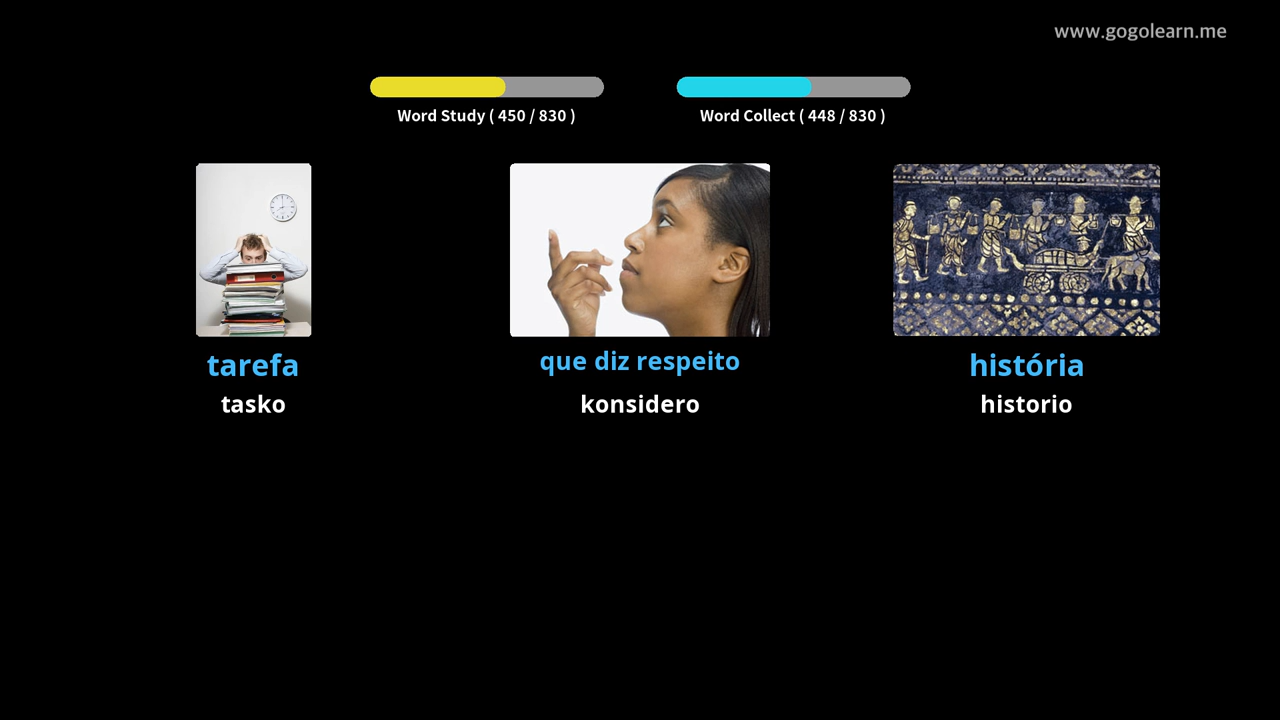 www.gogolearn.me
Word Study ( 450 / 830 )
Word Collect ( 448 / 830 )
tarefa
tasko
que diz respeito
konsidero
história
historio